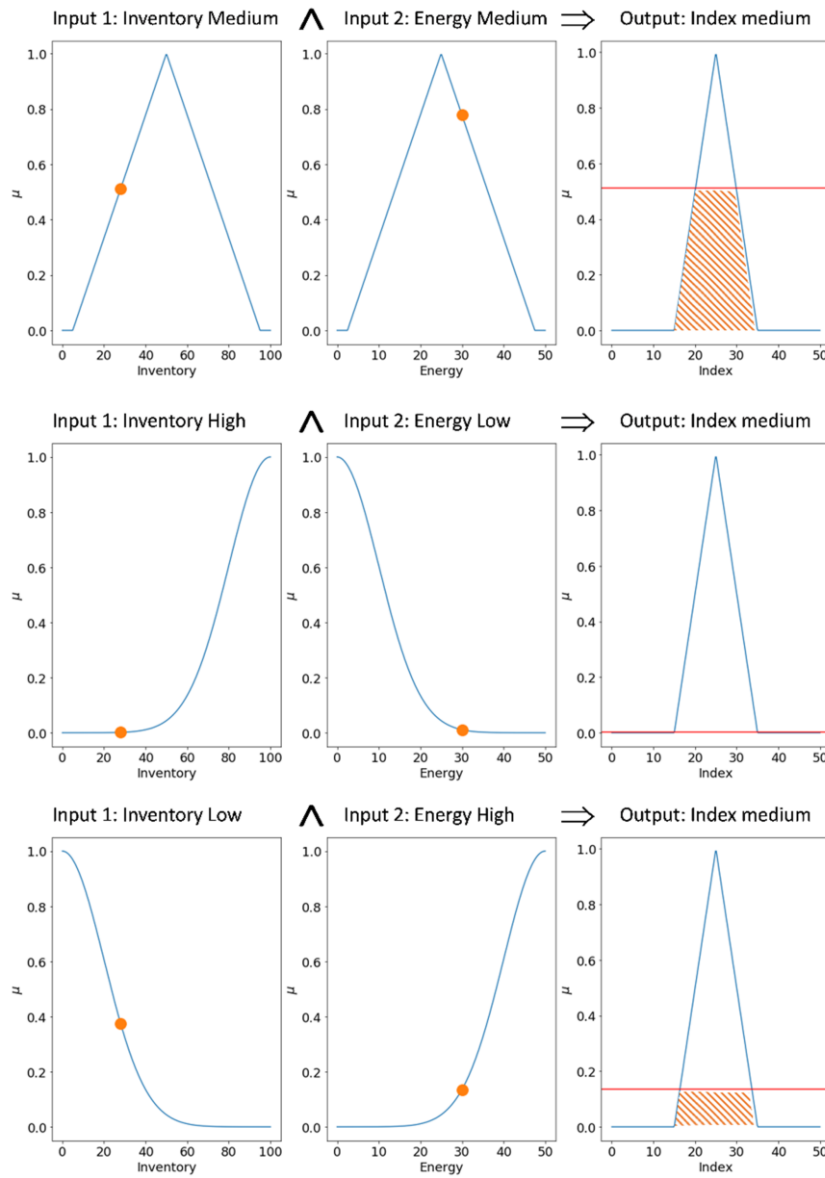 Input 1: Inventory Medium ∧ Input 2: Energy Medium ⇒ Output: Index medium
1.0 1.0 1.0
0.8 0.8 0.8
0.6 0.6 0.6
μ μ μ
0.4 0.4 0.4
0.2 0.2 0.2
0.0 0.0 0.0
0 20 40 60 80 100 0 10 20 30 40 50 0 10 20 30 40 50
Inventory Energy Index
Input 1: Inventory High ∧ Input 2: Energy Low ⇒ Output: Index medium
1.0 1.0 1.0
0.8 0.8 0.8
0.6 0.6 0.6
μ μ μ
0.4 0.4 0.4
0.2 0.2 0.2
0.0 0.0 0.0
0 20 40 60 80 100 0 10 20 30 40 50 0 10 20 30 40 50
Inventory Energy Index
Input 1: Inventory Low ∧ Input 2: Energy High ⇒ Output: Index medium
1.0 1.0 1.0
0.8 0.8 0.8
0.6 0.6 0.6
μ μ μ
0.4 0.4 0.4
0.2 0.2 0.2
0.0 0.0 0.0
0 20 40 60 80 100 0 10 20 30 40 50 0 10 20 30 40 50
Inventory Energy Index